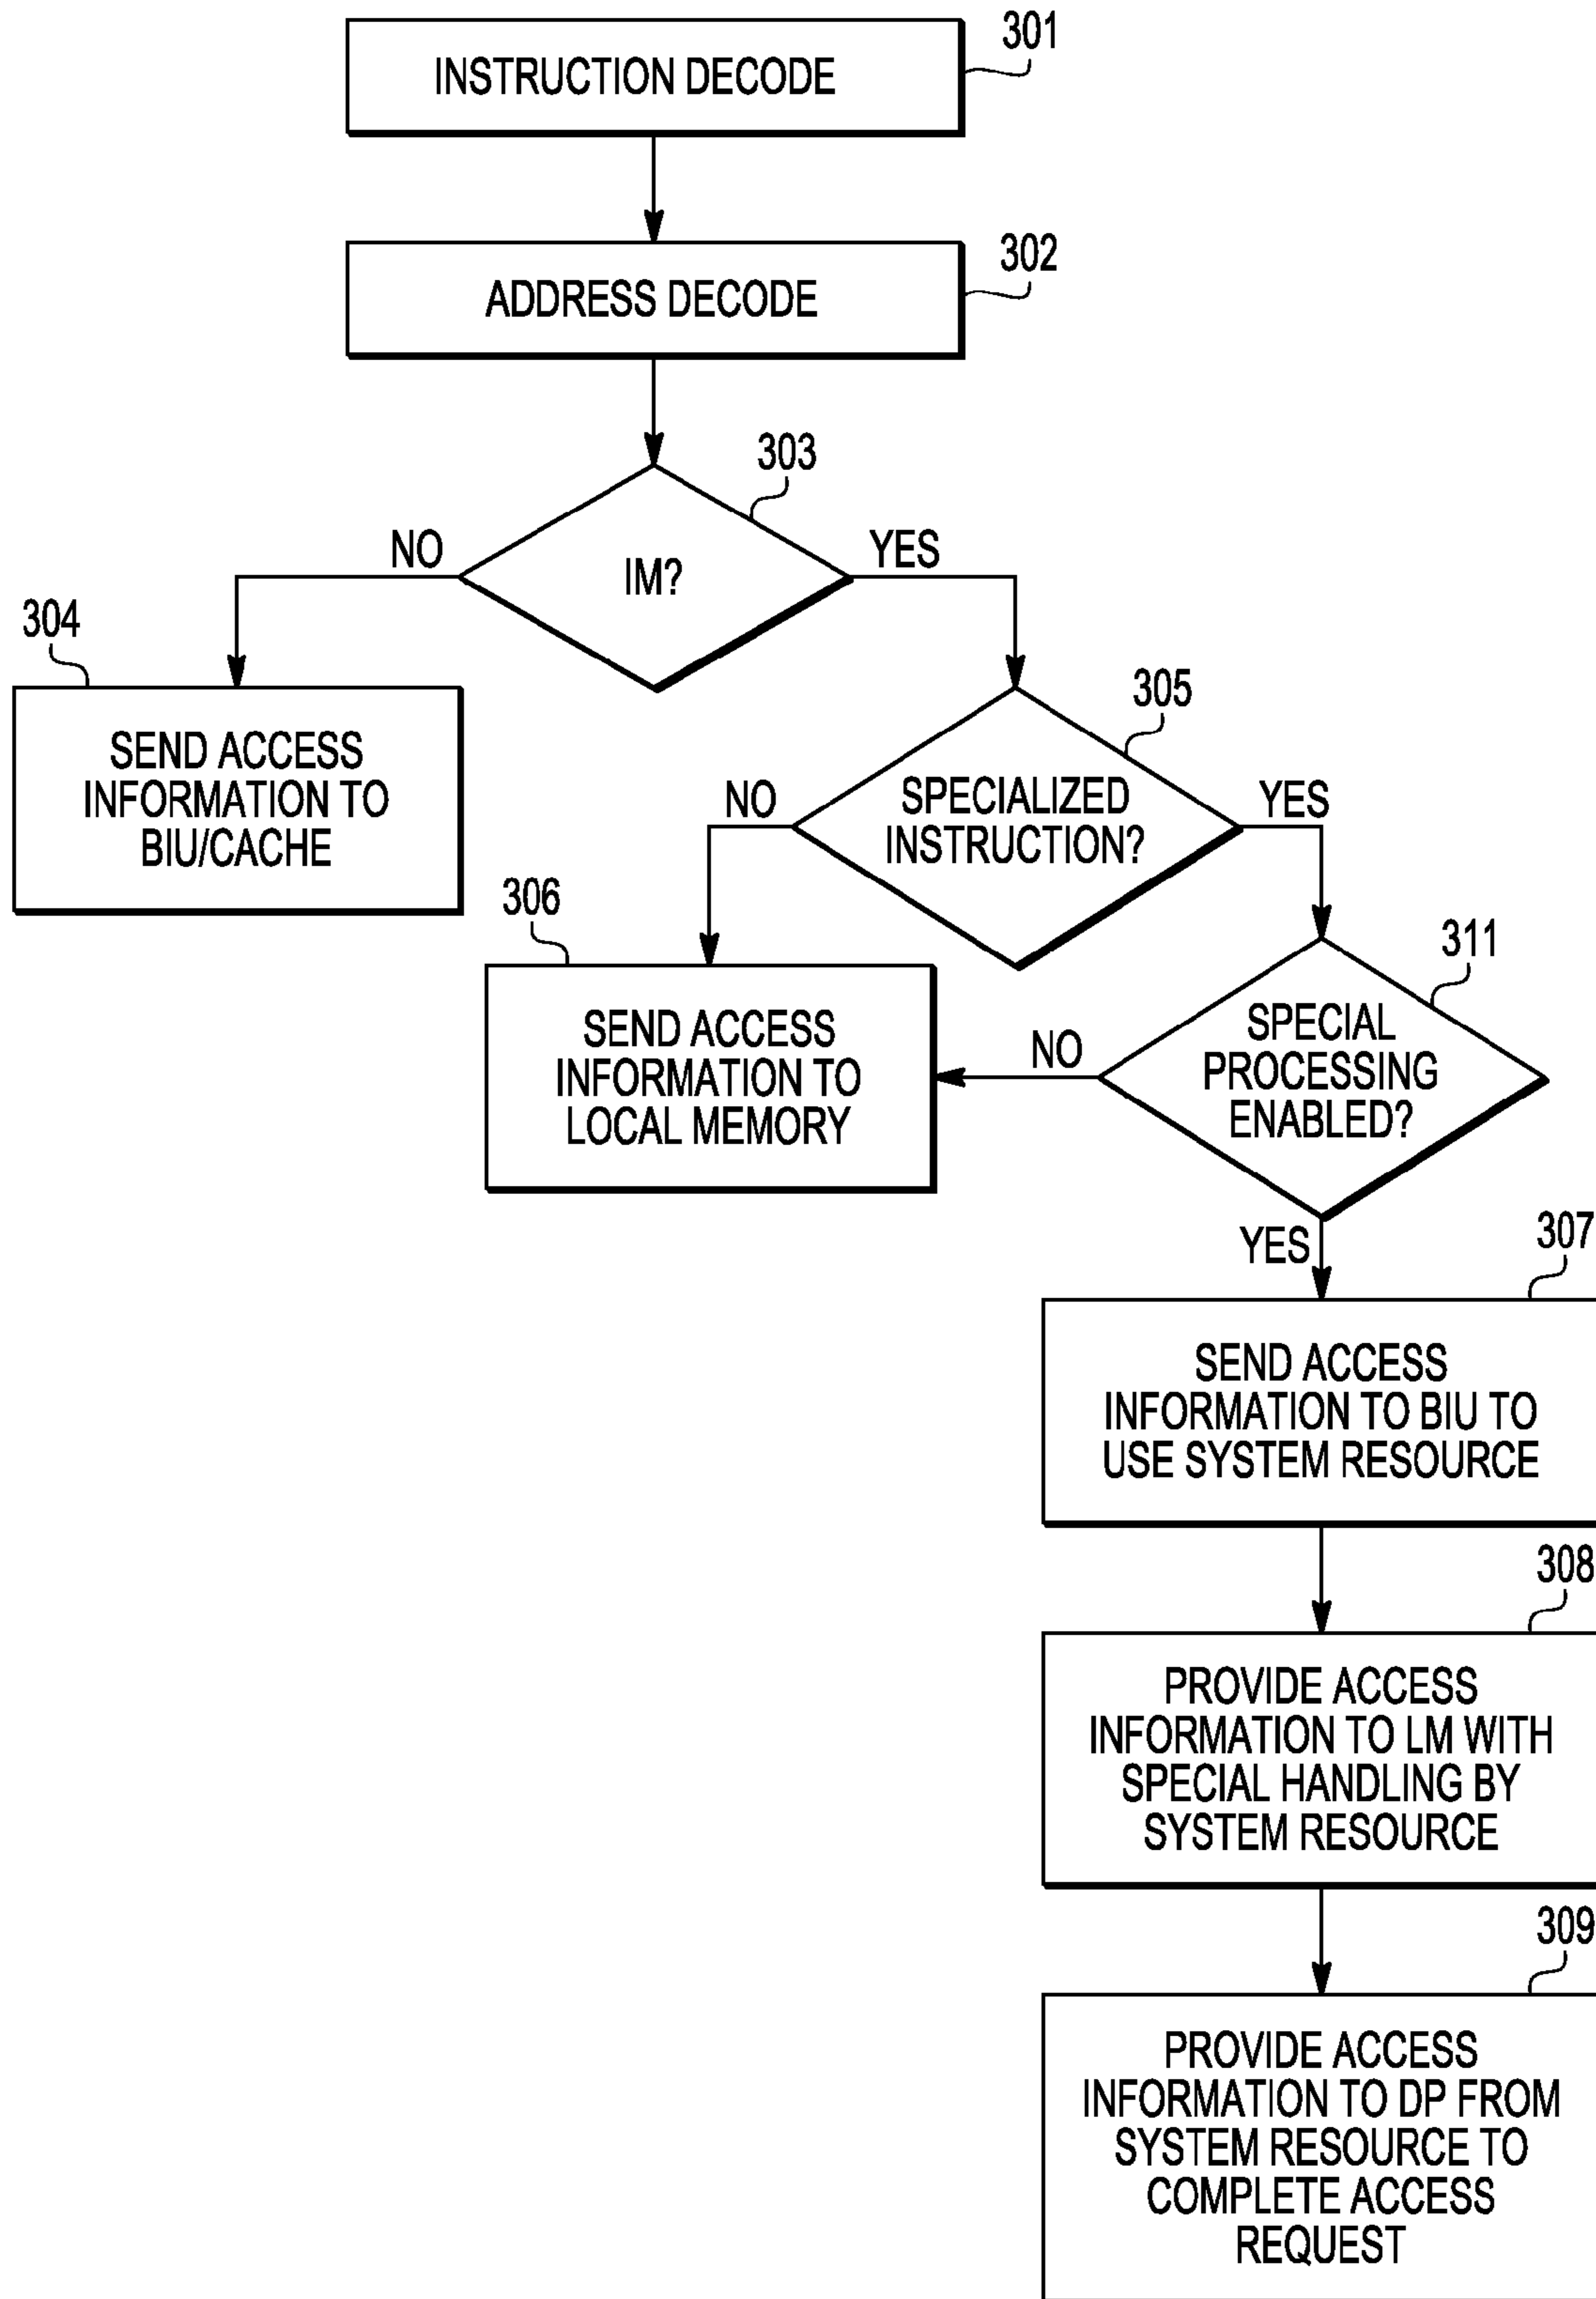 301
INSTRUCTION DECODE
302
ADDRESS DECODE
303
NO
YES
IM?
304
SEND ACCESS
INFORMATION TO
BIU/CACHE
305
NO
YES
SPECIALIZED
INSTRUCTION?
306
SEND ACCESS
INFORMATION TO
LOCAL MEMORY
311
NO
SPECIAL
PROCESSING
ENABLED?
YES
307
SEND ACCESS
INFORMATION TO BIU TO
USE SYSTEM RESOURCE
308
PROVIDE ACCESS
INFORMATION TO LM WITH
SPECIAL HANDLING BY
SYSTEM RESOURCE
309
PROVIDE ACCESS
INFORMATION TO DP FROM
SYSTEM RESOURCE TO
COMPLETE ACCESS
REQUEST